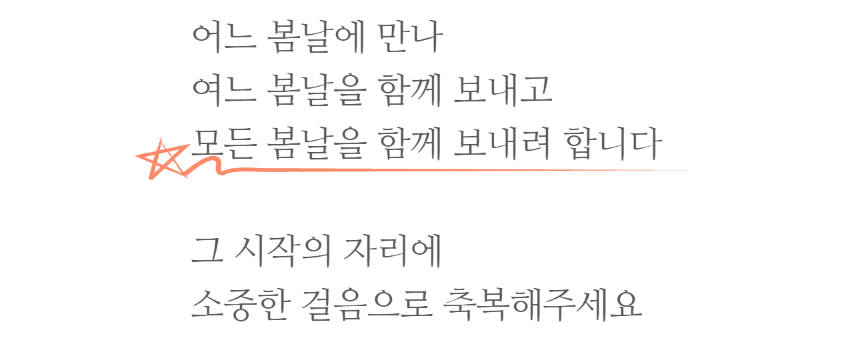 어느 봄날에 만나
여느 봄날을 함께 보내고
모든 봄날을 함께 보내려 합니다
그 시작의 자리에
소중한 걸음으로 축복해주세요